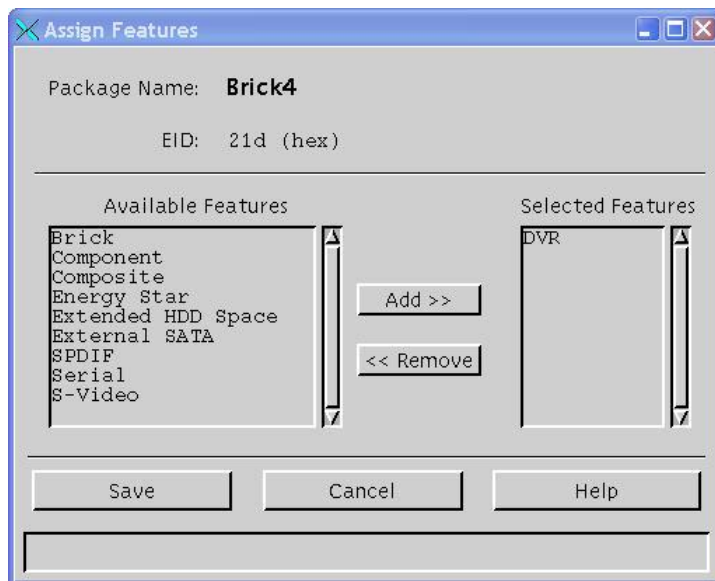 Assign Features
Package Name: Brick4
EID: 21d (hex)
Available Features
Brick
Component
Composite
Energy Star
Extended HDD Space
External SATA
SPDIF
Serial
S-Video
Add >>
<< Remove
Selected Features
DVR
Save Cancel Help